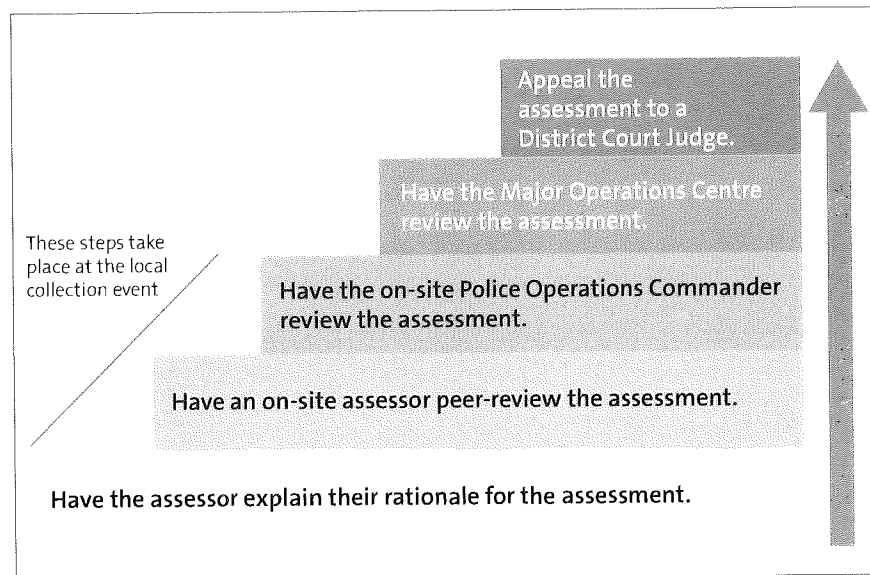 Appeal the
assessment to a
District Court Judge.
Have the Major Operations Centre
review the assessment.
These steps take
place at the local
collection event
Have the on-site Police Operations Commander
review the assessment.
Have an on-site assessor peer-review the assessment.
Have the assessor explain their rationale for the assessment.